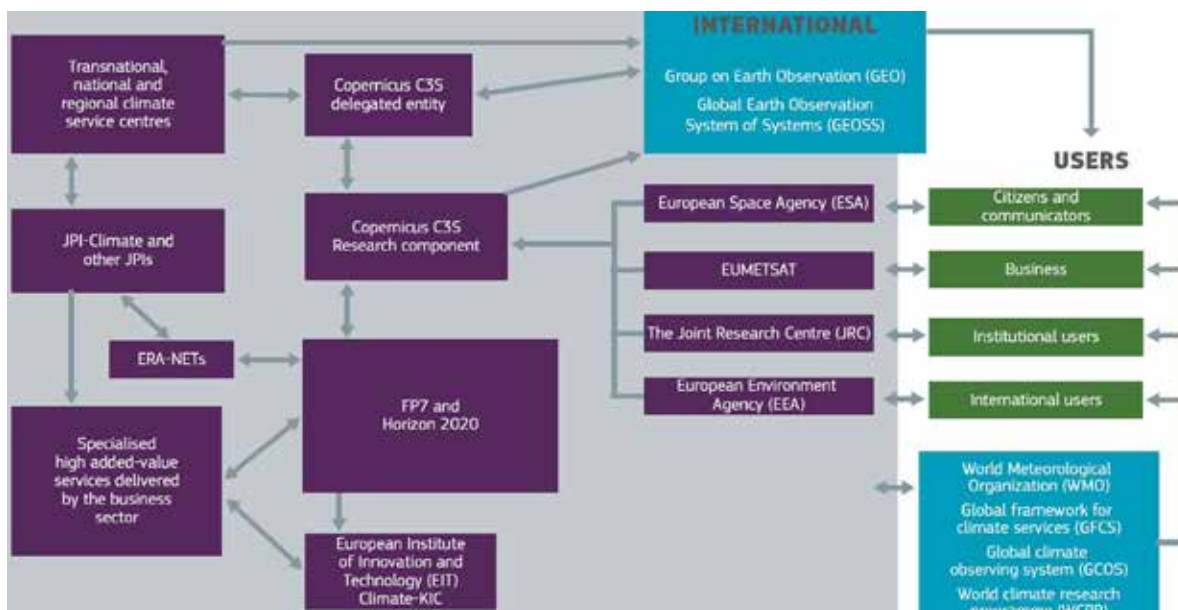 INTERNATIONAL
Group on Earth Observation (GEO)
Global Earth Observation
System of Systems (GEOSS)
Transnational,
national and
regional climate
service centres
Copernicus C3S
delegated entity
USERS
JPI-Climate and
other JPIs
Copernicus C3S
Research component
European Space Agency (ESA)
Citizens and
communicators
EUMETSAT
Business
The Joint Research Centre (JRC)
Institutional users
European Environment
Agency (EEA)
International users
ERA-NETs
FP7 and
Horizon 2020
Specialised
high added-value
services delivered
by the business
sector
European Institute
of Innovation and
Technology (EIT)
Climate-KIC
World Meteorological
Organization (WMO)
Global framework for
climate services (GFCS)
Global climate
observing system (GCOS)
World climate research
programme (WCRP)